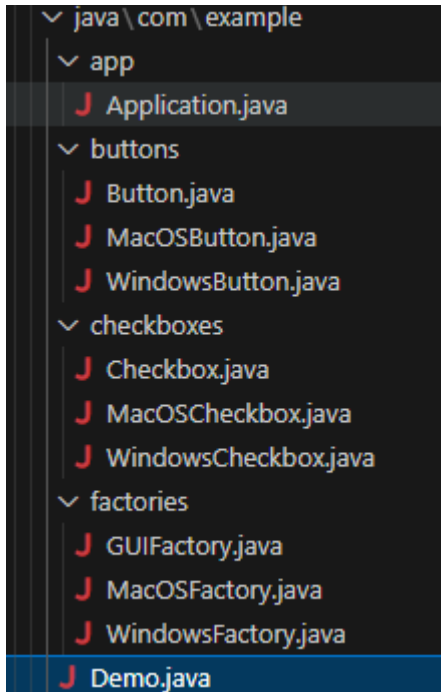 java\com\example
app
Application.java
buttons
Button.java
MacOSButton.java
WindowsButton.java
checkboxes
Checkbox.java
MacOSCheckbox.java
WindowsCheckbox.java
factories
GUIFactory.java
MacOSFactory.java
WindowsFactory.java
Demo.java